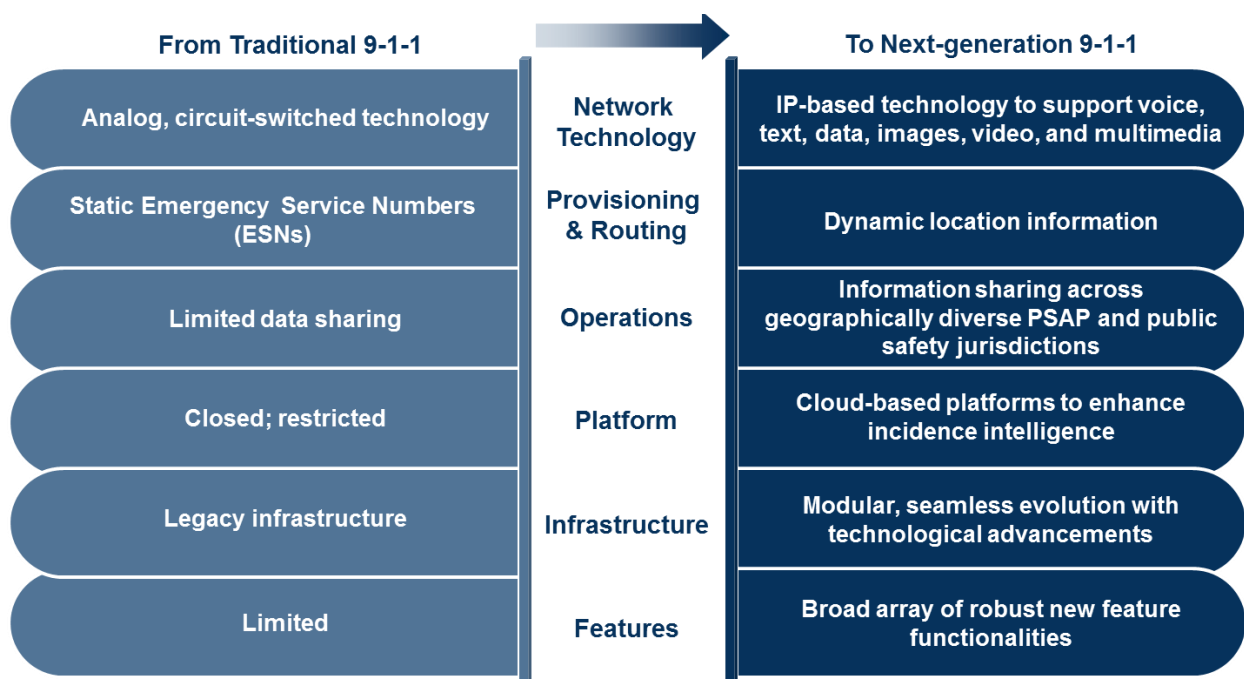 From Traditional 9-1-1
To Next-generation 9-1-1
Analog, circuit-switched technology
Network
Technology
IP-based technology to support voice,
text, data, images, video, and multimedia
Static Emergency Service Numbers
(ESNs)
Provisioning
& Routing
Dynamic location information
Limited data sharing
Operations
Information sharing across
geographically diverse PSAP and public
safety jurisdictions
Closed; restricted
Platform
Cloud-based platforms to enhance
incidence intelligence
Legacy infrastructure
Infrastructure
Modular, seamless evolution with
technological advancements
Limited
Features
Broad array of robust new feature
functionalities